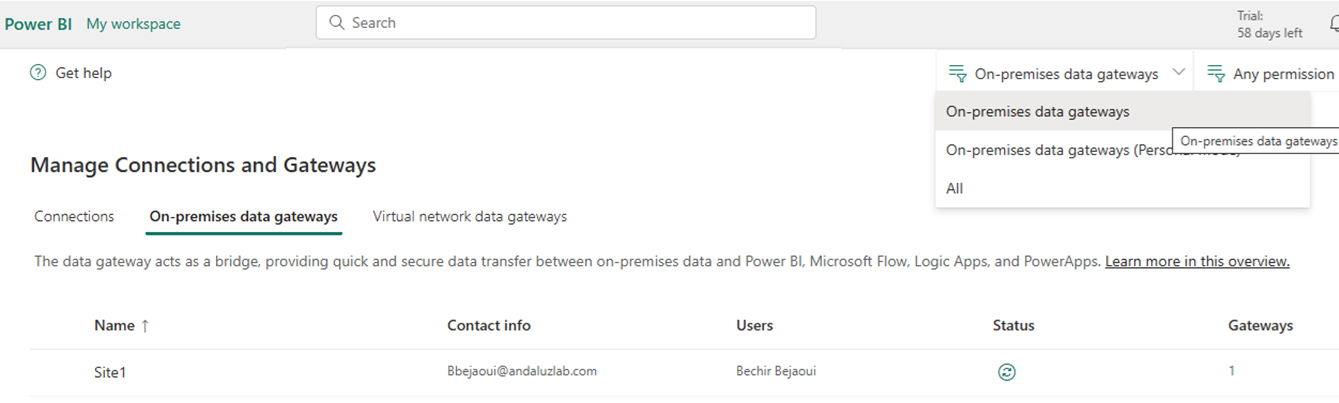 Power BI My workspace
Search
Trial:
58 days left
Get help
On-premises data gateways
Any permission
On-premises data gateways
On-premises data gateways
On-premises data gateways (Personal Mode)
All
Manage Connections and Gateways
Connections On-premises data gateways Virtual network data gateways
The data gateway acts as a bridge, providing quick and secure data transfer between on-premises data and Power BI, Microsoft Flow, Logic Apps, and PowerApps. Learn more in this overview.
Name ↑ Contact info Users Status Gateways
Site1 Bbejaoui@andaluzlab.com Bechir Bejaoui 1